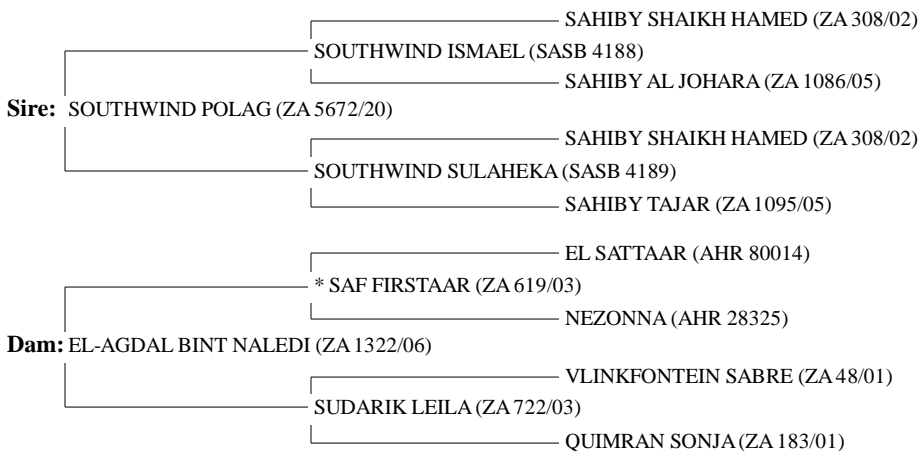 SAHIBY SHAIKH HAMED (ZA 308/02)
SOUTHWIND ISMAEL (SASB 4188)
SAHIBY AL JOHARA (ZA 1086/05)
Sire: SOUTHWIND POLAG (ZA 5672/20)
SAHIBY SHAIKH HAMED (ZA 308/02)
SOUTHWIND SULAHEKA (SASB 4189)
SAHIBY TAJAR (ZA 1095/05)
EL SATTAAR (AHR 80014)
* SAF FIRSTAAR (ZA 619/03)
NEZONNA (AHR 28325)
Dam: EL-AGDAL BINT NALEDI (ZA 1322/06)
VLINKFONTEIN SABRE (ZA 48/01)
SUDARIK LEILA (ZA 722/03)
QUIMRAN SONJA (ZA 183/01)